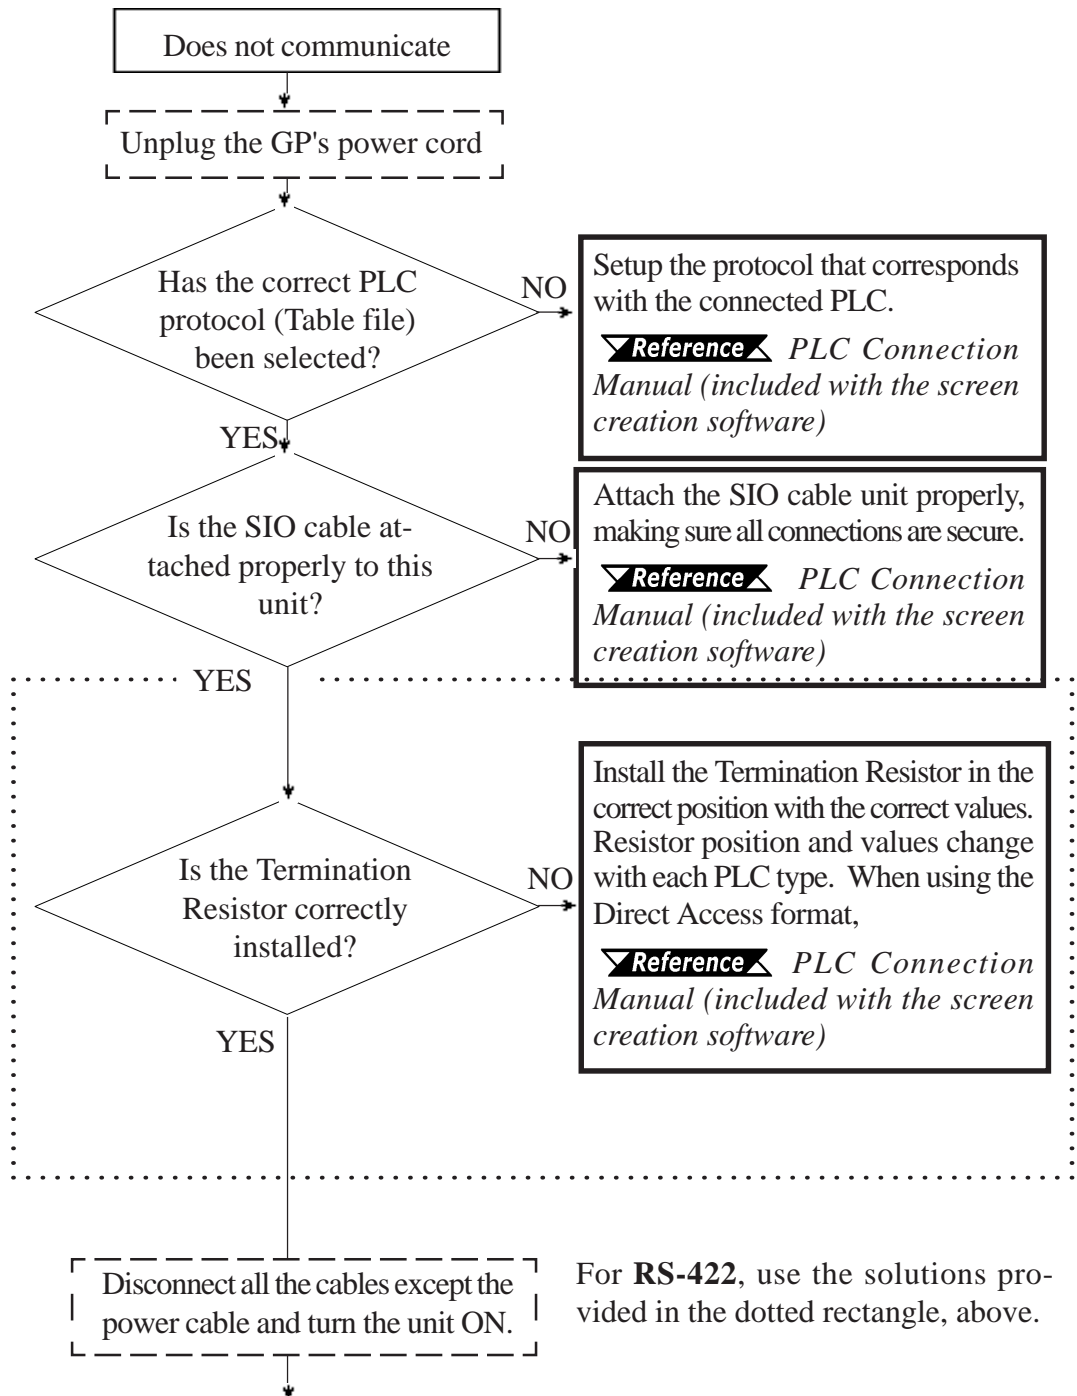 Does not communicate
Unplug the GP's power cord
Has the correct PLC
protocol (Table file)
been selected?
NO
Setup the protocol that corresponds
with the connected PLC.
Reference PLC Connection
Manual (included with the screen
creation software)
YES
Is the SIO cable at-
tached properly to this
unit?
NO
Attach the SIO cable unit properly,
making sure all connections are secure.
Reference PLC Connection
Manual (included with the screen
creation software)
YES
Is the Termination
Resistor correctly
installed?
NO
Install the Termination Resistor in the
correct position with the correct values.
Resistor position and values change
with each PLC type. When using the
Direct Access format,
Reference PLC Connection
Manual (included with the screen
creation software)
YES
Disconnect all the cables except the
power cable and turn the unit ON.
For RS-422, use the solutions pro-
vided in the dotted rectangle, above.